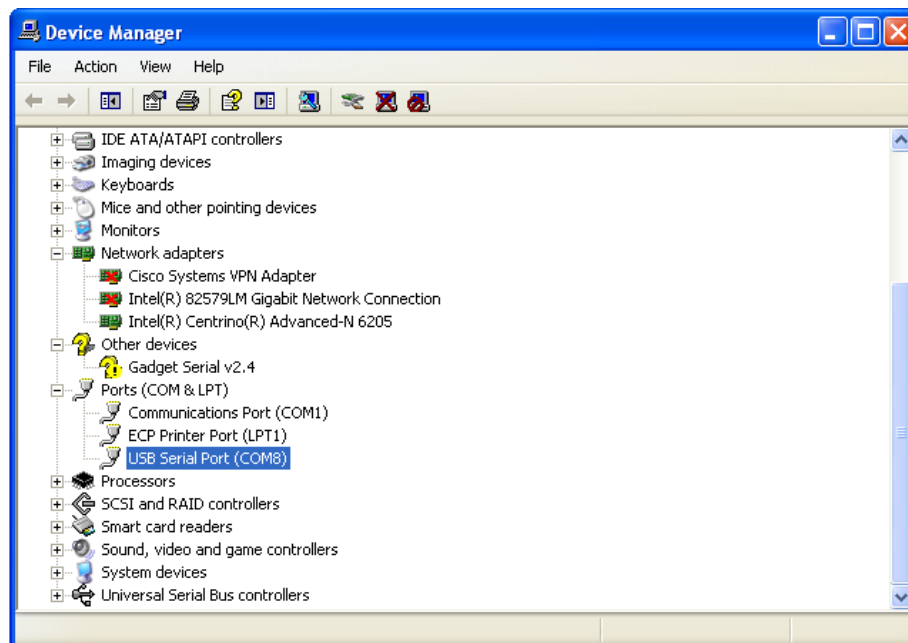 Device Manager
File Action View Help
IDE ATA/ATAPI controllers
Imaging devices
Keyboards
Mice and other pointing devices
Monitors
Network adapters
Cisco Systems VPN Adapter
Intel(R) 82579LM Gigabit Network Connection
Intel(R) Centrino(R) Advanced-N 6205
Other devices
Gadget Serial v2.4
Ports (COM & LPT)
Communications Port (COM1)
ECP Printer Port (LPT1)
USB Serial Port (COM8)
Processors
SCSI and RAID controllers
Smart card readers
Sound, video and game controllers
System devices
Universal Serial Bus controllers